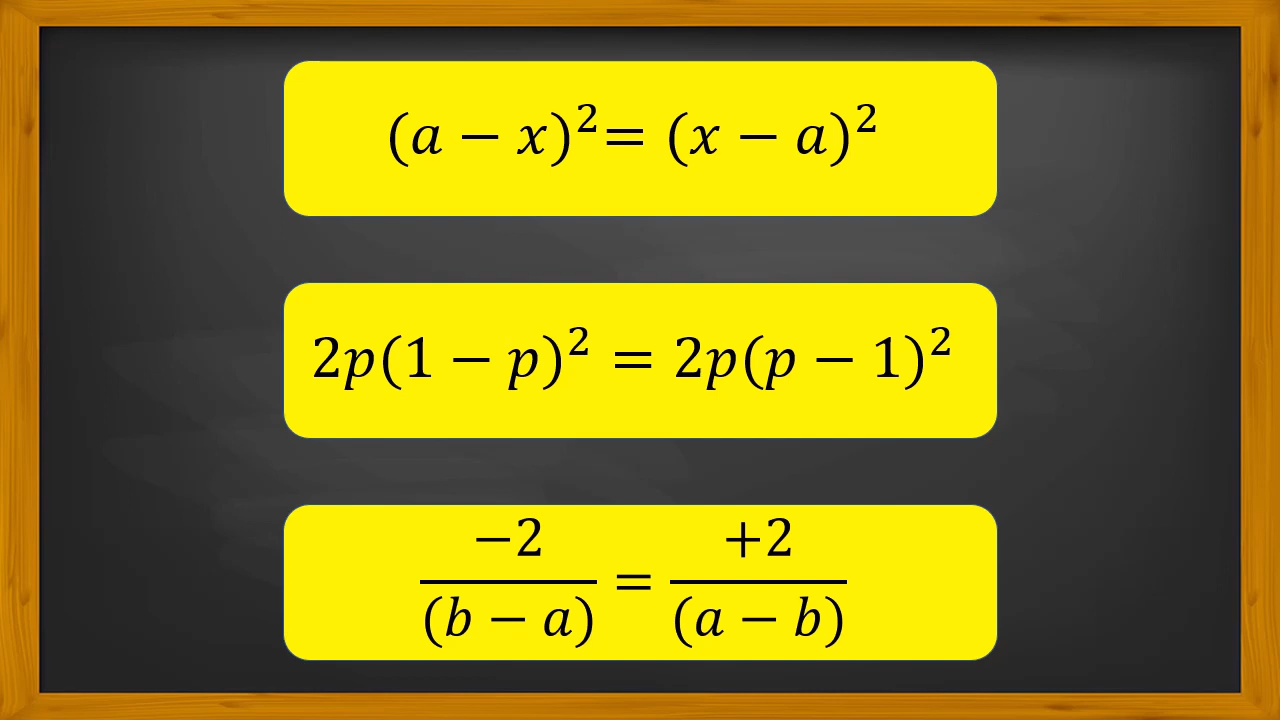 (a − x)²= (x − a)²
2p(1 − p)² = 2p(p − 1)²
−2/(b − a) = +2/(a − b)